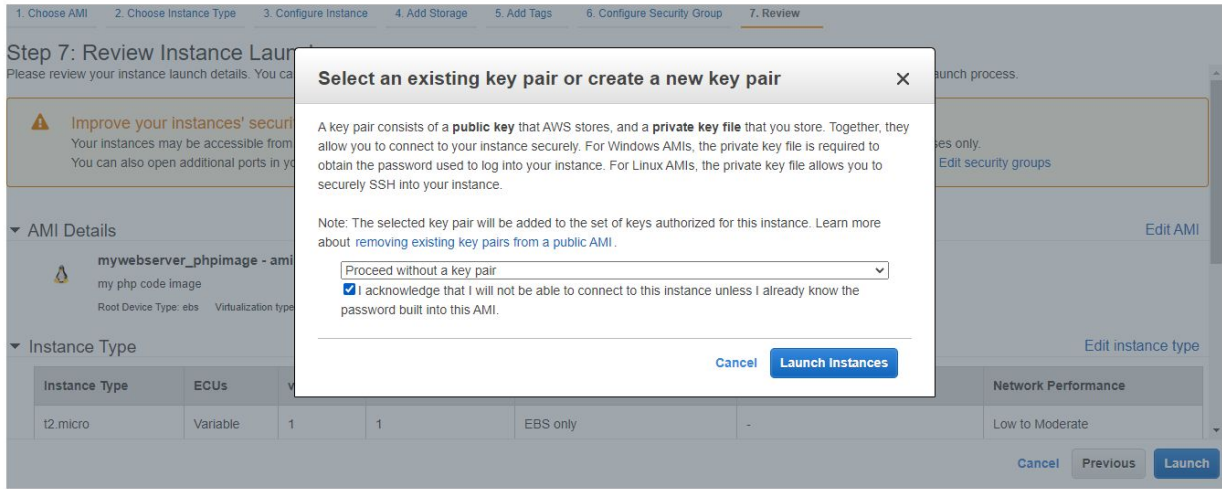 1. Choose AMI 2. Choose Instance Type 3. Configure Instance 4. Add Storage 5. Add Tags 6. Configure Security Group 7. Review
Step 7: Review Instance Laun
Please review your instance launch details. You ca
aunch process.
Improve your instances' securi
Your instances may be accessible from
ses only.
You can also open additional ports in yo
Edit security groups
AMI Details
Edit AMI
mywebserver_phpimage - ami
my php code image
Root Device Type: ebs Virtualization type
Instance Type
Edit instance type
Instance Type ECUs v Network Performance
t2.micro Variable 1 1 EBS only - Low to Moderate
Cancel Previous Launch
Select an existing key pair or create a new key pair
A key pair consists of a public key that AWS stores, and a private key file that you store. Together, they
allow you to connect to your instance securely. For Windows AMIs, the private key file is required to
obtain the password used to log into your instance. For Linux AMIs, the private key file allows you to
securely SSH into your instance.
Note: The selected key pair will be added to the set of keys authorized for this instance. Learn more
about removing existing key pairs from a public AMI .
Proceed without a key pair
I acknowledge that I will not be able to connect to this instance unless I already know the
password built into this AMI.
Cancel Launch Instances